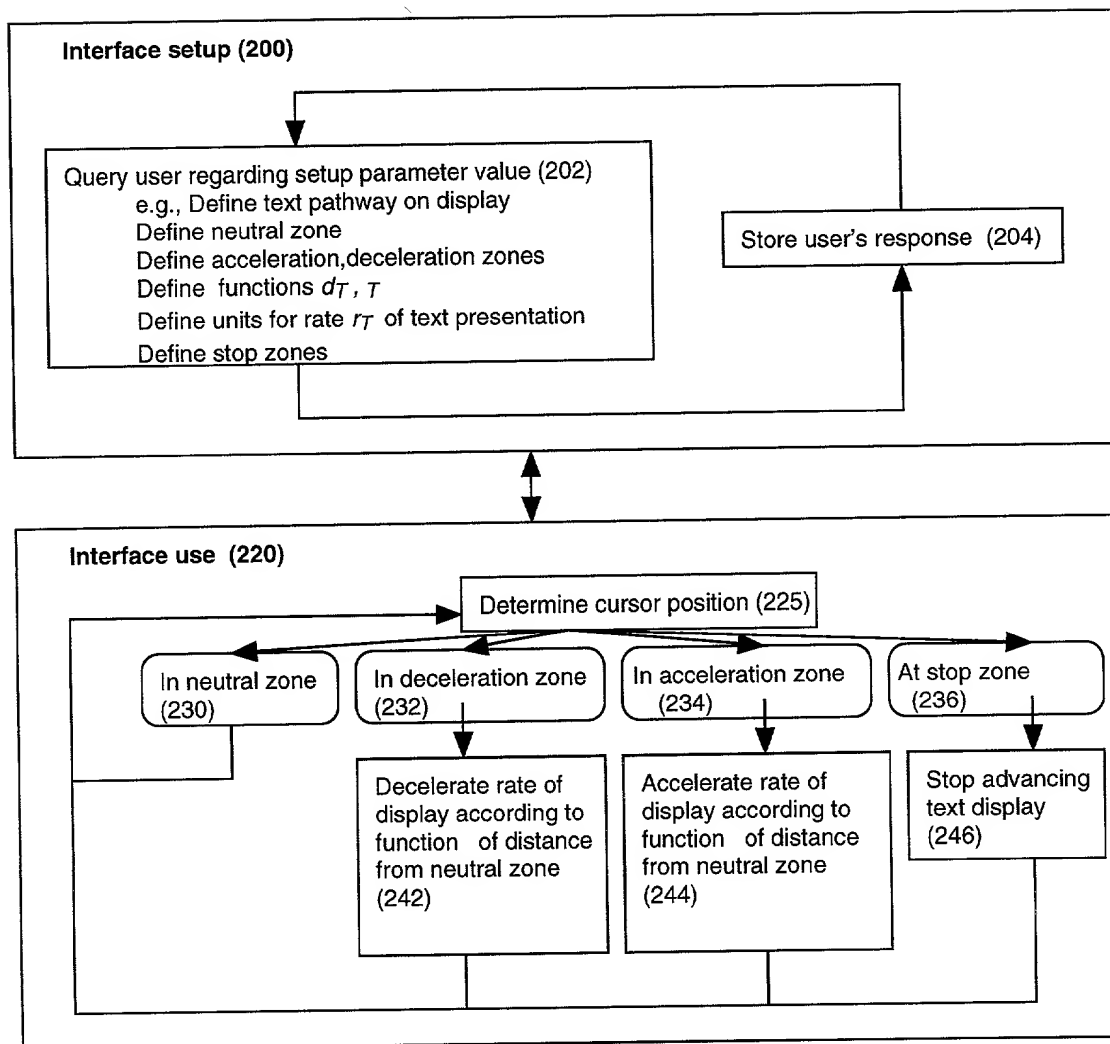 Interface setup (200)
Query user regarding setup parameter value (202)
e.g., Define text pathway on display
Define neutral zone
Define acceleration,deceleration zones
Define functions dT , T
Define units for rate rT of text presentation
Define stop zones
Store user's response (204)
Interface use (220)
Determine cursor position (225)
In neutral zone
(230)
In deceleration zone
(232)
In acceleration zone
(234)
At stop zone
(236)
Decelerate rate of
display according to
function of distance
from neutral zone
(242)
Accelerate rate of
display according to
function of distance
from neutral zone
(244)
Stop advancing
text display
(246)